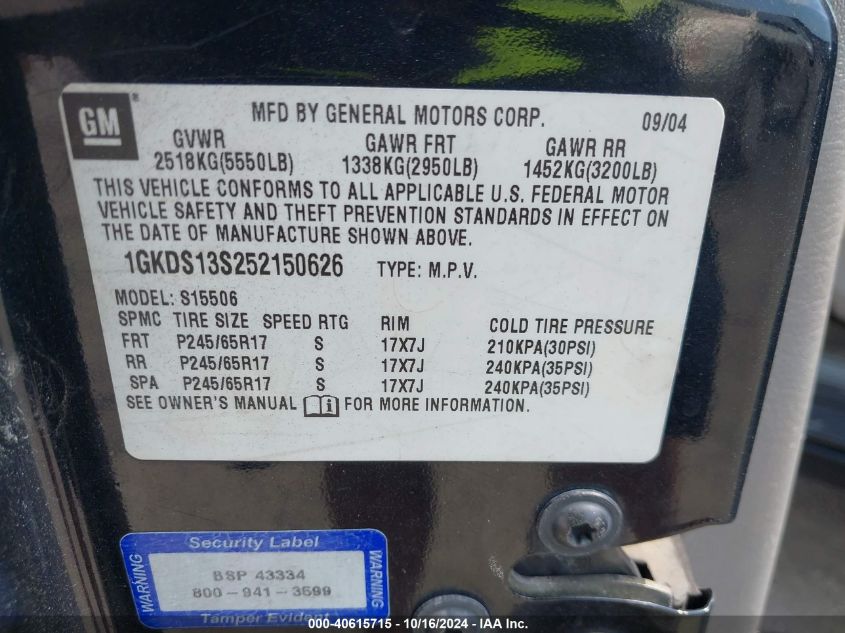 GM ® MFD BY GENERAL MOTORS CORP. 09/04
GVWR GAWR FRT GAWR RR
2518KG(5550LB) 1338KG(2950LB) 1452KG(3200LB)
THIS VEHICLE CONFORMS TO ALL APPLICABLE U.S. FEDERAL MOTOR
VEHICLE SAFETY AND THEFT PREVENTION STANDARDS IN EFFECT ON
THE DATE OF MANUFACTURE SHOWN ABOVE.
1GKDS13S252150626 TYPE: M.P.V.
MODEL: S15506
SPMC TIRE SIZE SPEED RTG RIM COLD TIRE PRESSURE
FRT P245/65R17 S 17X7J 210KPA(30PSI)
RR P245/65R17 S 17X7J 240KPA(35PSI)
SPA P245/65R17 S 17X7J 240KPA(35PSI)
SEE OWNER'S MANUAL FOR MORE INFORMATION.
Security Label
WARNING
BSP 43334
800-941-3599
WARNING
Tamper Evident
000-40615715 - 10/16/2024 - IAA Inc.